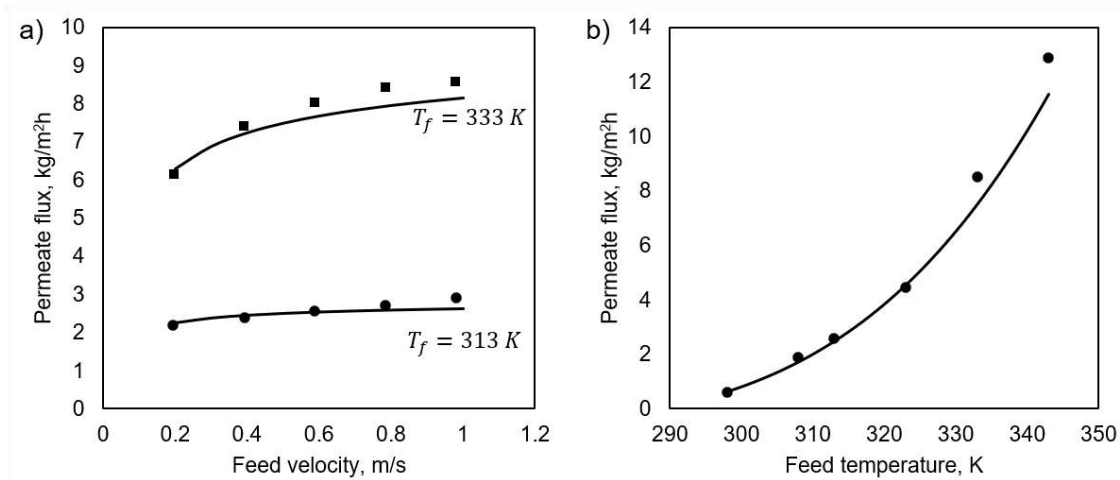 a)
Permeate flux, kg/m²h
10
9
8
7
6
5
4
3
2
1
0
T_f = 333 K
T_f = 313 K
0 0.2 0.4 0.6 0.8 1 1.2
Feed velocity, m/s
b)
Permeate flux, kg/m²h
14
12
10
8
6
4
2
0
290 300 310 320 330 340 350
Feed temperature, K